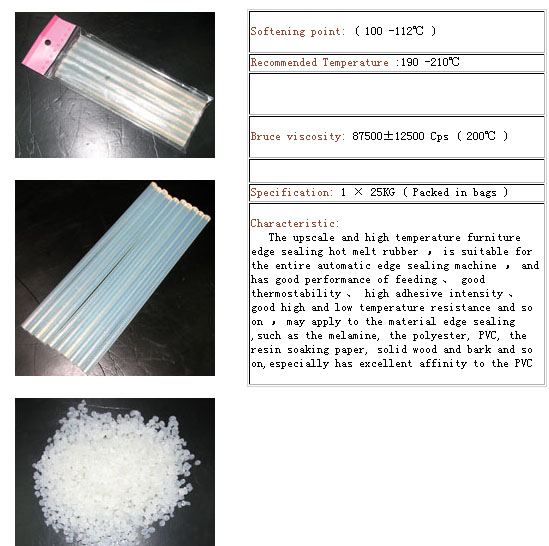 Softening point: ( 100 -112℃ )
Recommended Temperature :190 -210℃
Bruce viscosity: 87500±12500 Cps ( 200℃ )
Specification: 1 × 25KG ( Packed in bags )
Characteristic:
The upscale and high temperature furniture
edge sealing hot melt rubber , is suitable for
the entire automatic edge sealing machine , and
has good performance of feeding 、 good
thermostability 、 high adhesive intensity 、
good high and low temperature resistance and so
on , may apply to the material edge sealing
,such as the melamine, the polyester, PVC, the
resin soaking paper, solid wood and bark and so
on,especially has excellent affinity to the PVC